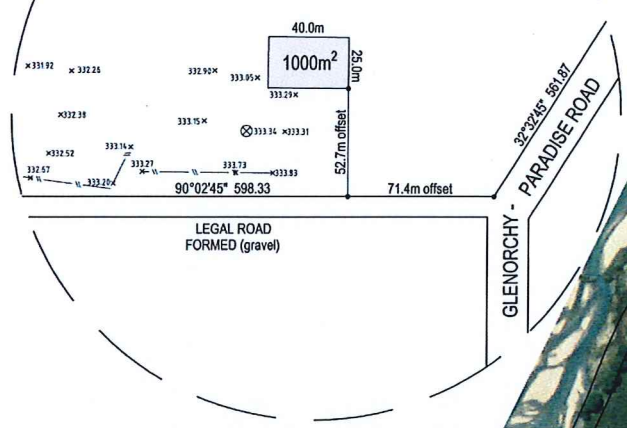 40.0m
1000m²
25.0m
331.92
332.26
332.90
333.05
333.29
332.38
333.15
333.34
333.31
333.14
332.52
332.67
333.20
333.27
333.73
333.83
52.7m offset
32°32'45" 561.87
90°02'45" 598.33
71.4m offset
LEGAL ROAD
FORMED (gravel)
GLENORCHY - PARADISE ROAD